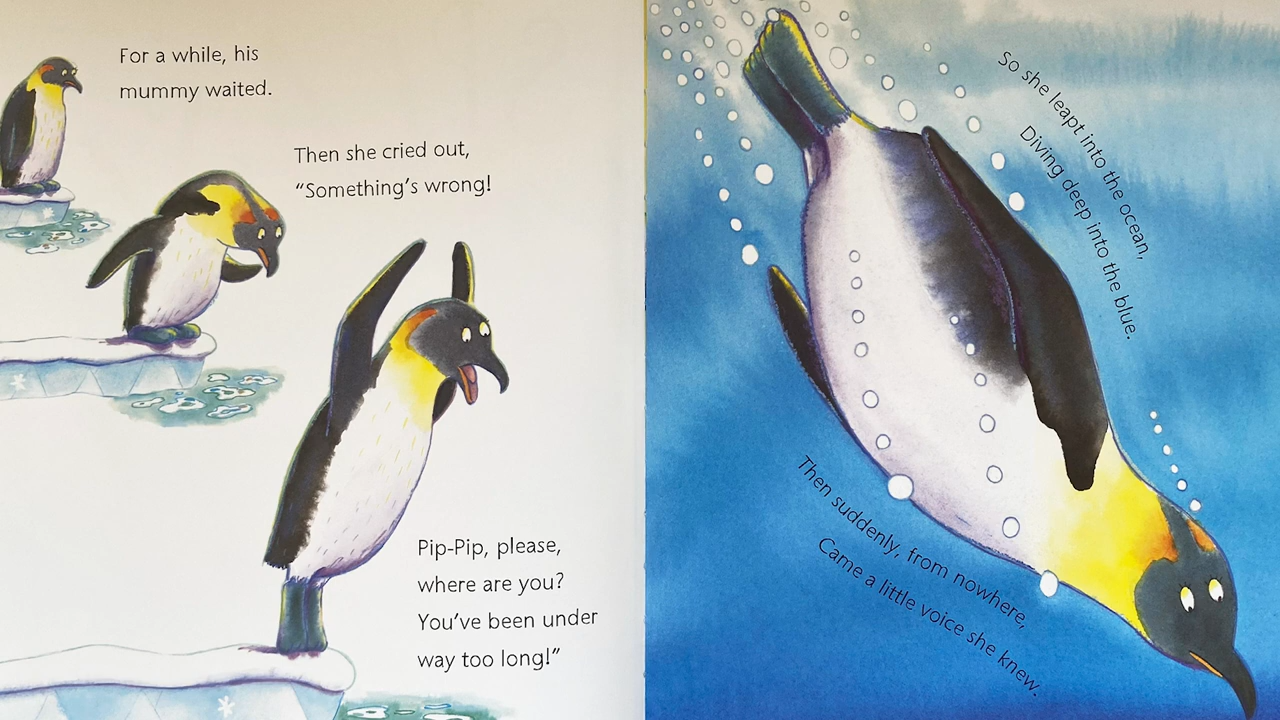 For a while, his
mummy waited.
Then she cried out,
“Something’s wrong!
Pip-Pip, please,
where are you?
You’ve been under
way too long!”
So she leapt into the ocean,
Diving deep into the blue.
Then suddenly, from nowhere,
Came a little voice she knew.